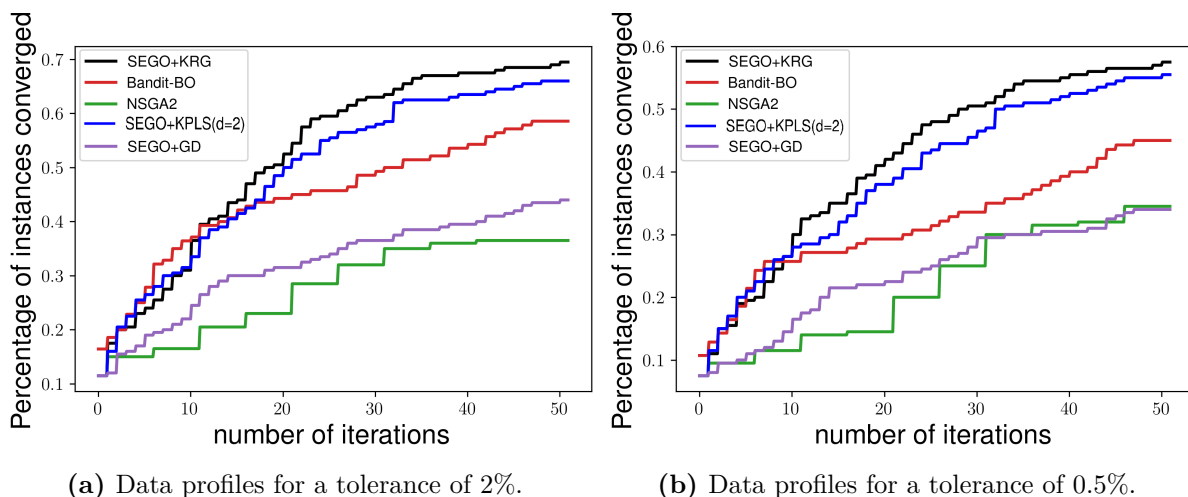 Percentage of instances converged
0.7
0.6
0.5
0.4
0.3
0.2
0.1
SEGO+KRG
Bandit-BO
NSGA2
SEGO+KPLS(d=2)
SEGO+GD
0 10 20 30 40 50
number of iterations
(a) Data profiles for a tolerance of 2%.
Percentage of instances converged
0.6
0.5
0.4
0.3
0.2
0.1
SEGO+KRG
Bandit-BO
NSGA2
SEGO+KPLS(d=2)
SEGO+GD
0 10 20 30 40 50
number of iterations
(b) Data profiles for a tolerance of 0.5%.